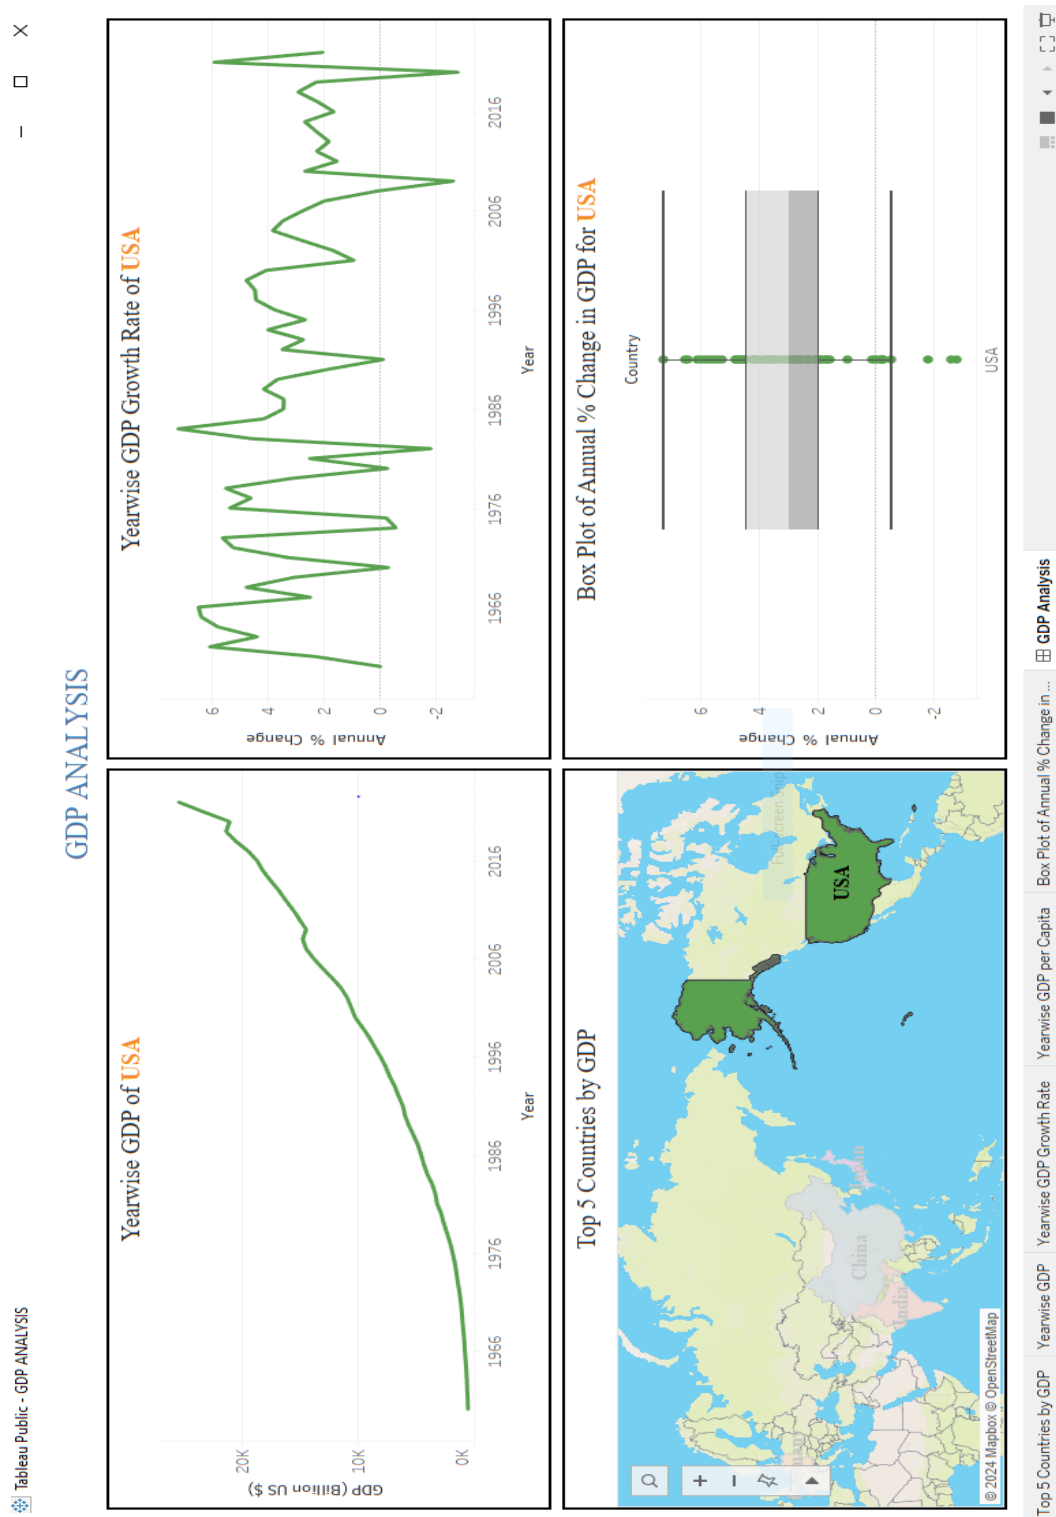 Tableau Public - GDP ANALYSIS
GDP ANALYSIS
Yearwise GDP of USA
GDP (Billion US $)
20K
10K
0K
1966
1976
1986
1996
2006
2016
Year
Yearwise GDP Growth Rate of USA
Annual % Change
6
4
2
0
-2
1966
1976
1986
1996
2006
2016
Year
Top 5 Countries by GDP
USA
China
Japan
India
© 2024 Mapbox © OpenStreetMap
Box Plot of Annual % Change in GDP for USA
Country
Annual % Change
6
4
2
0
-2
USA
Top 5 Countries by GDP
Yearwise GDP
Yearwise GDP Growth Rate
Yearwise GDP per Capita
Box Plot of Annual % Change in ...
GDP Analysis